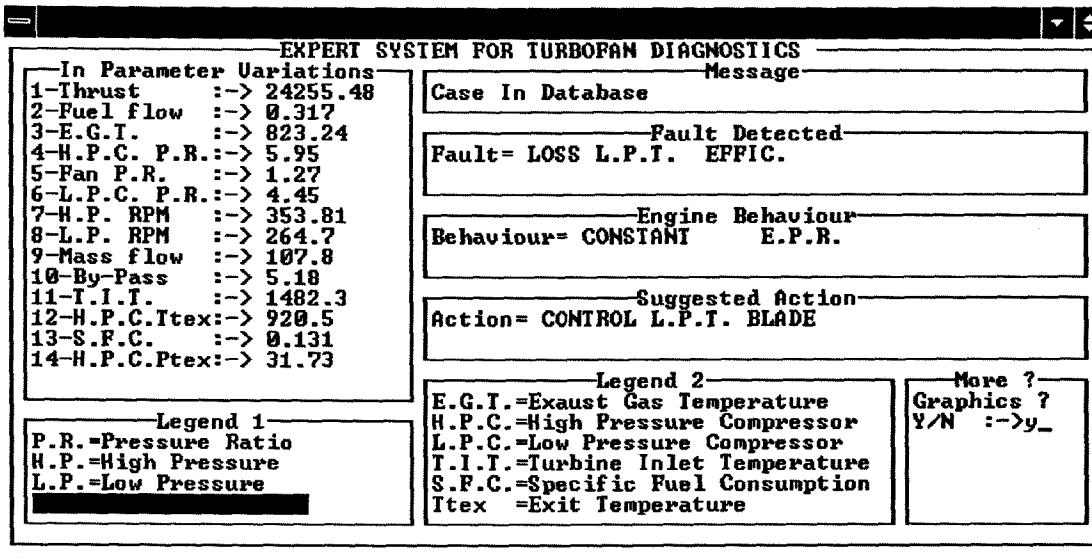 EXPERT SYSTEM FOR TURBOFAN DIAGNOSTICS
In Parameter Variations
1-Thrust :-> 24255.48
2-Fuel flow :-> 0.317
3-E.G.T. :-> 823.24
4-H.P.C. P.R.:-> 5.95
5-Fan P.R. :-> 1.27
6-L.P.C. P.R.:-> 4.45
7-H.P. RPM :-> 353.81
8-L.P. RPM :-> 264.7
9-Mass flow :-> 107.8
10-By-Pass :-> 5.18
11-T.I.T. :-> 1482.3
12-H.P.C.Ttex:-> 920.5
13-S.F.C. :-> 0.131
14-H.P.C.Ptex:-> 31.73
Legend 1
P.R.=Pressure Ratio
H.P.=High Pressure
L.P.=Low Pressure
Message
Case In Database
Fault Detected
Fault= LOSS L.P.T. EFFIC.
Engine Behaviour
Behaviour= CONSTANT E.P.R.
Suggested Action
Action= CONTROL L.P.T. BLADE
Legend 2
E.G.T.=Exaust Gas Temperature
H.P.C.=High Pressure Compressor
L.P.C.=Low Pressure Compressor
T.I.T.=Turbine Inlet Temperature
S.F.C.=Specific Fuel Consumption
Ttex =Exit Temperature
More ?
Graphics ?
Y/N :->y_